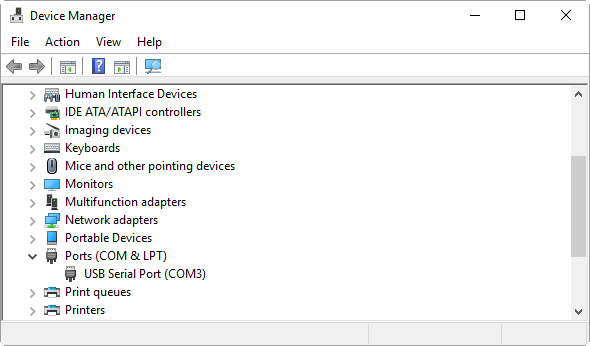 Device Manager
File Action View Help
Human Interface Devices
IDE ATA/ATAPI controllers
Imaging devices
Keyboards
Mice and other pointing devices
Monitors
Multifunction adapters
Network adapters
Portable Devices
Ports (COM & LPT)
USB Serial Port (COM3)
Print queues
Printers